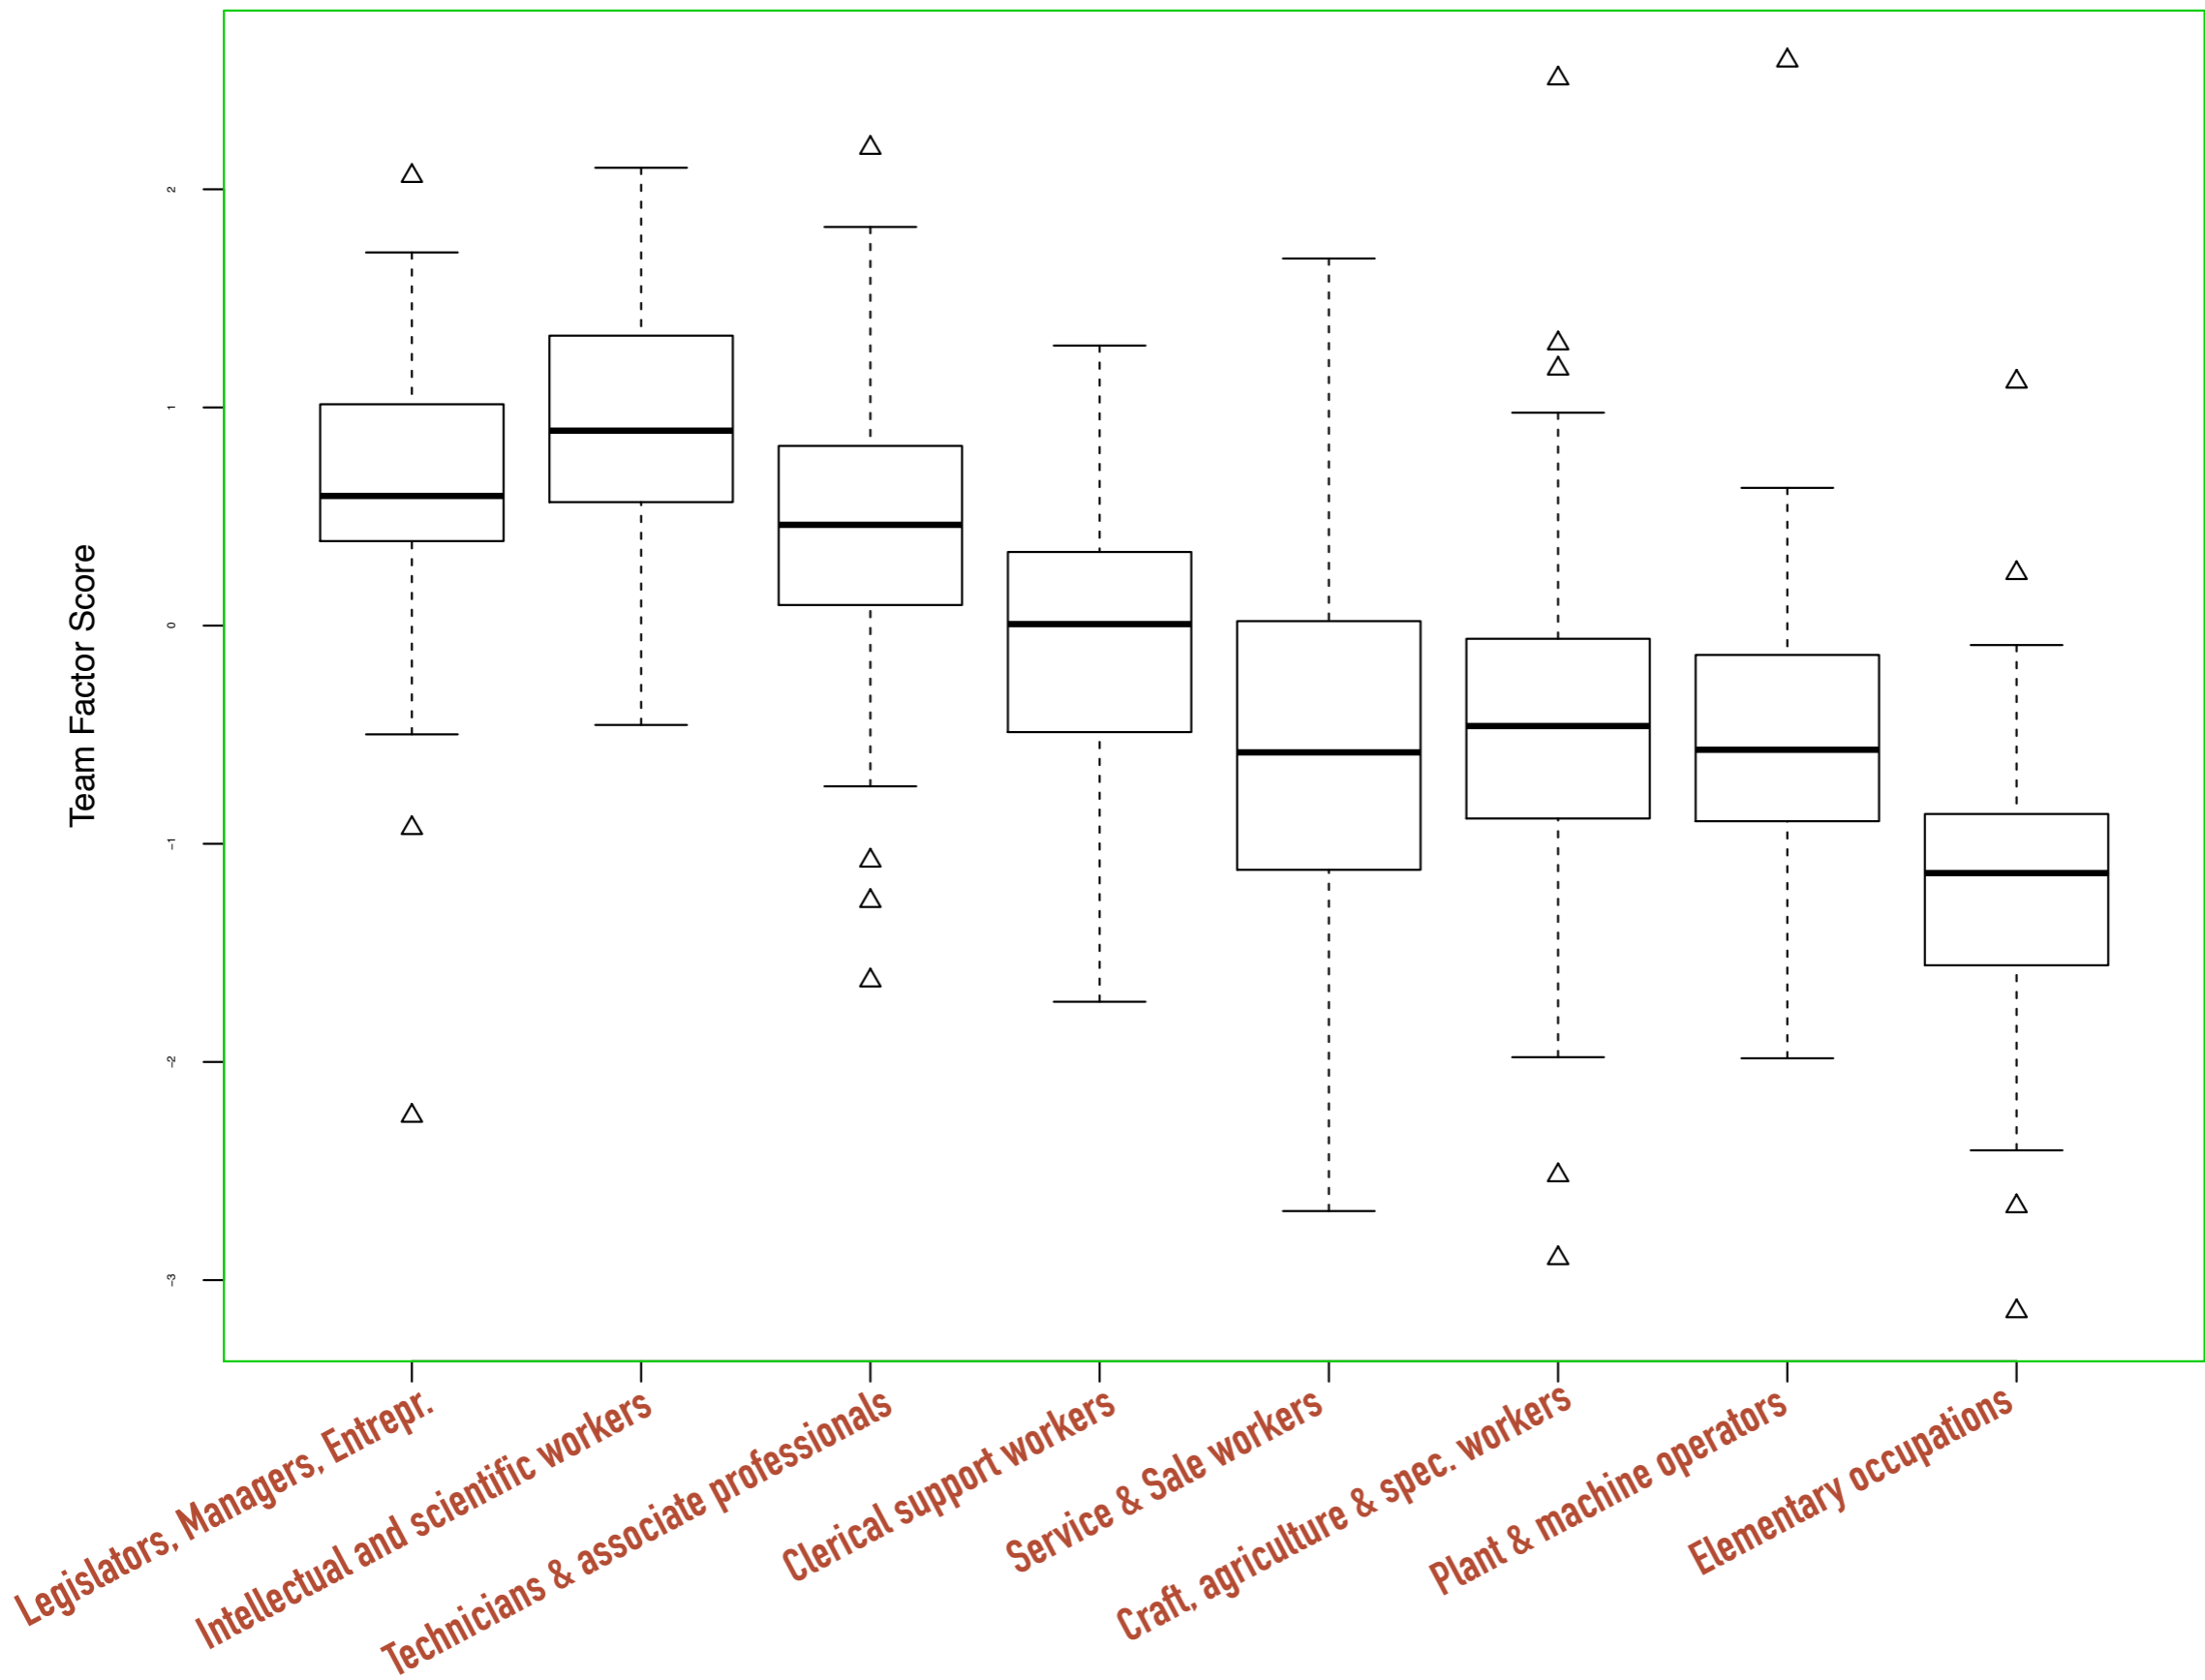 Team Factor Score
2
1
0
-1
-2
-3
Legislators, Managers, Entrepr.
Intellectual and scientific workers
Technicians & associate professionals
Clerical support workers
Service & Sale workers
Craft, agriculture & spec. workers
Plant & machine operators
Elementary occupations